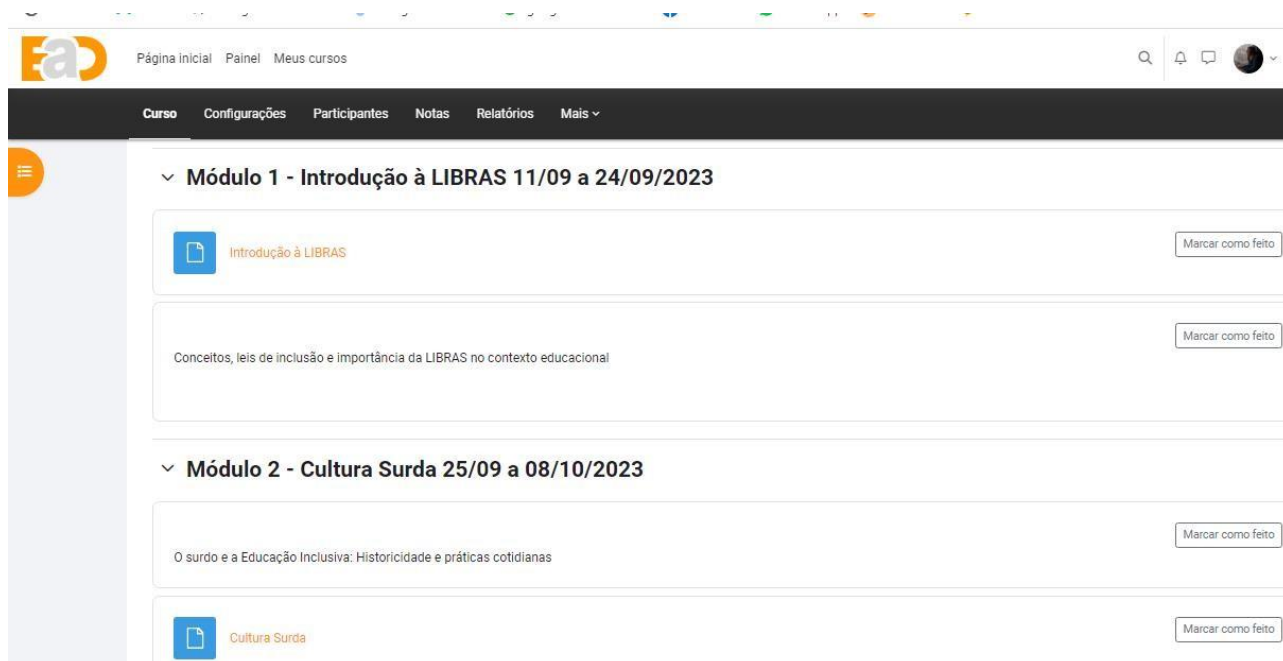 EaD
Página inicial Painel Meus cursos
Curso Configurações Participantes Notas Relatórios Mais
Módulo 1 - Introdução à LIBRAS 11/09 a 24/09/2023
Introdução à LIBRAS
Marcar como feito
Conceitos, leis de inclusão e importância da LIBRAS no contexto educacional
Marcar como feito
Módulo 2 - Cultura Surda 25/09 a 08/10/2023
O surdo e a Educação Inclusiva: Historicidade e práticas cotidianas
Marcar como feito
Cultura Surda
Marcar como feito